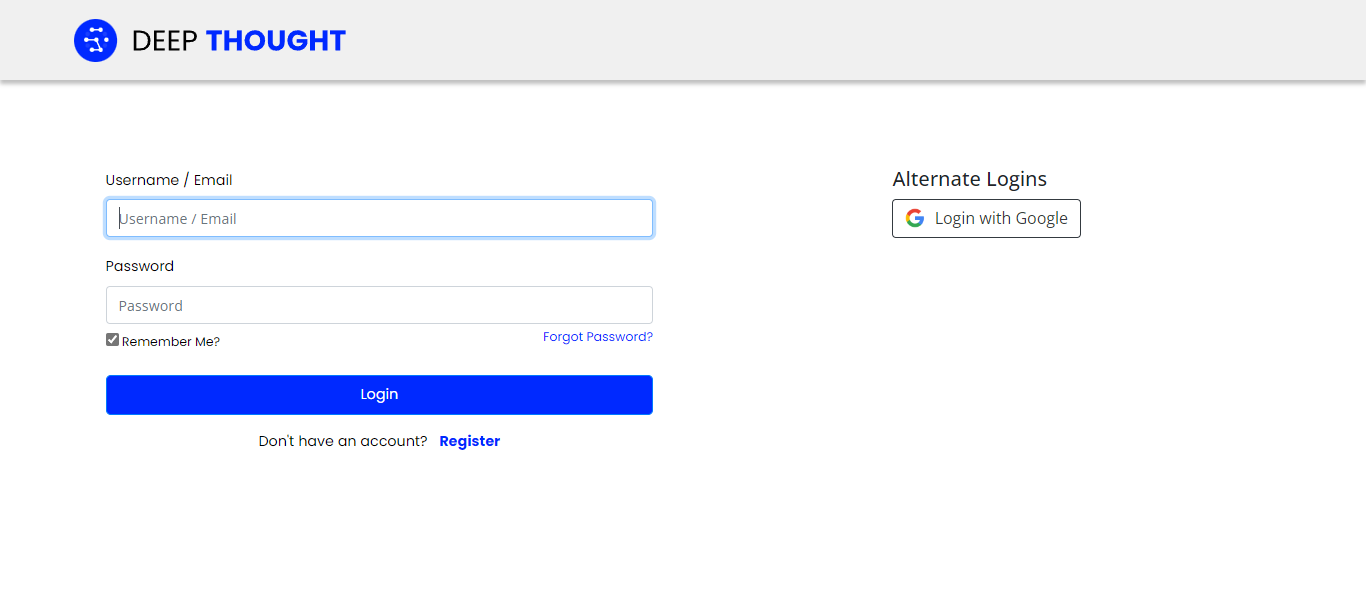 DEEP THOUGHT
Username / Email
Username / Email
Password
Password
Remember Me?
Forgot Password?
Login
Don't have an account? Register
Alternate Logins
Login with Google